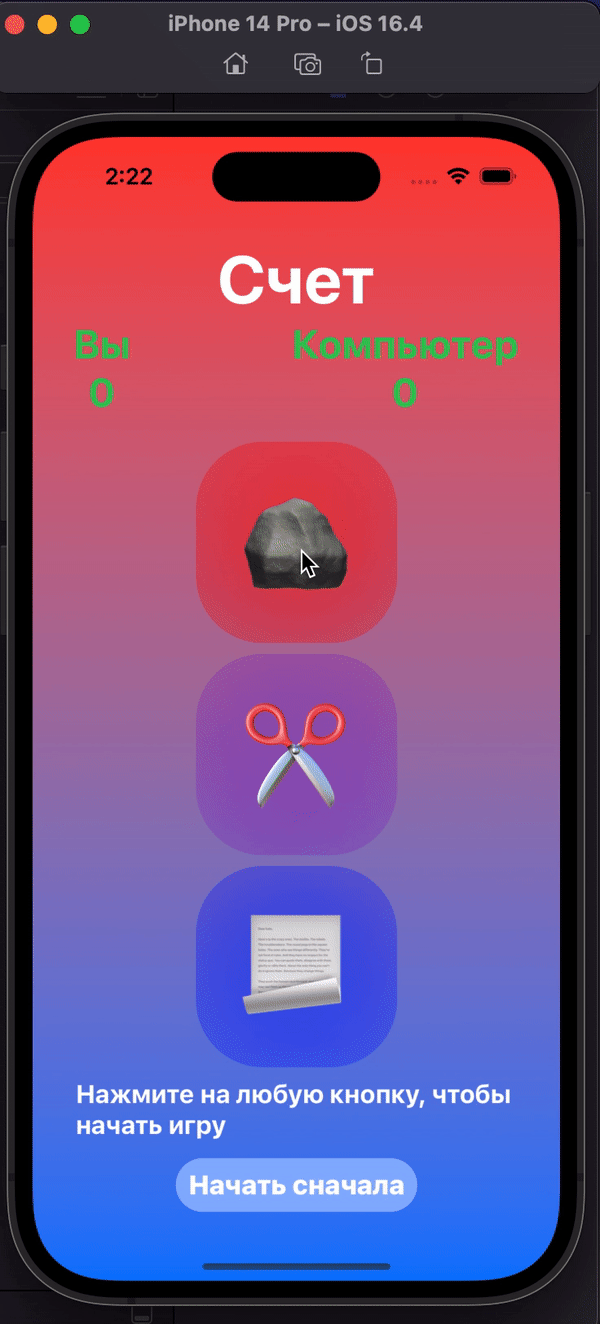 iPhone 14 Pro – iOS 16.4
2:22
Счет
Вы Компьютер
0 0
Нажмите на любую кнопку, чтобы
начать игру
Начать сначала